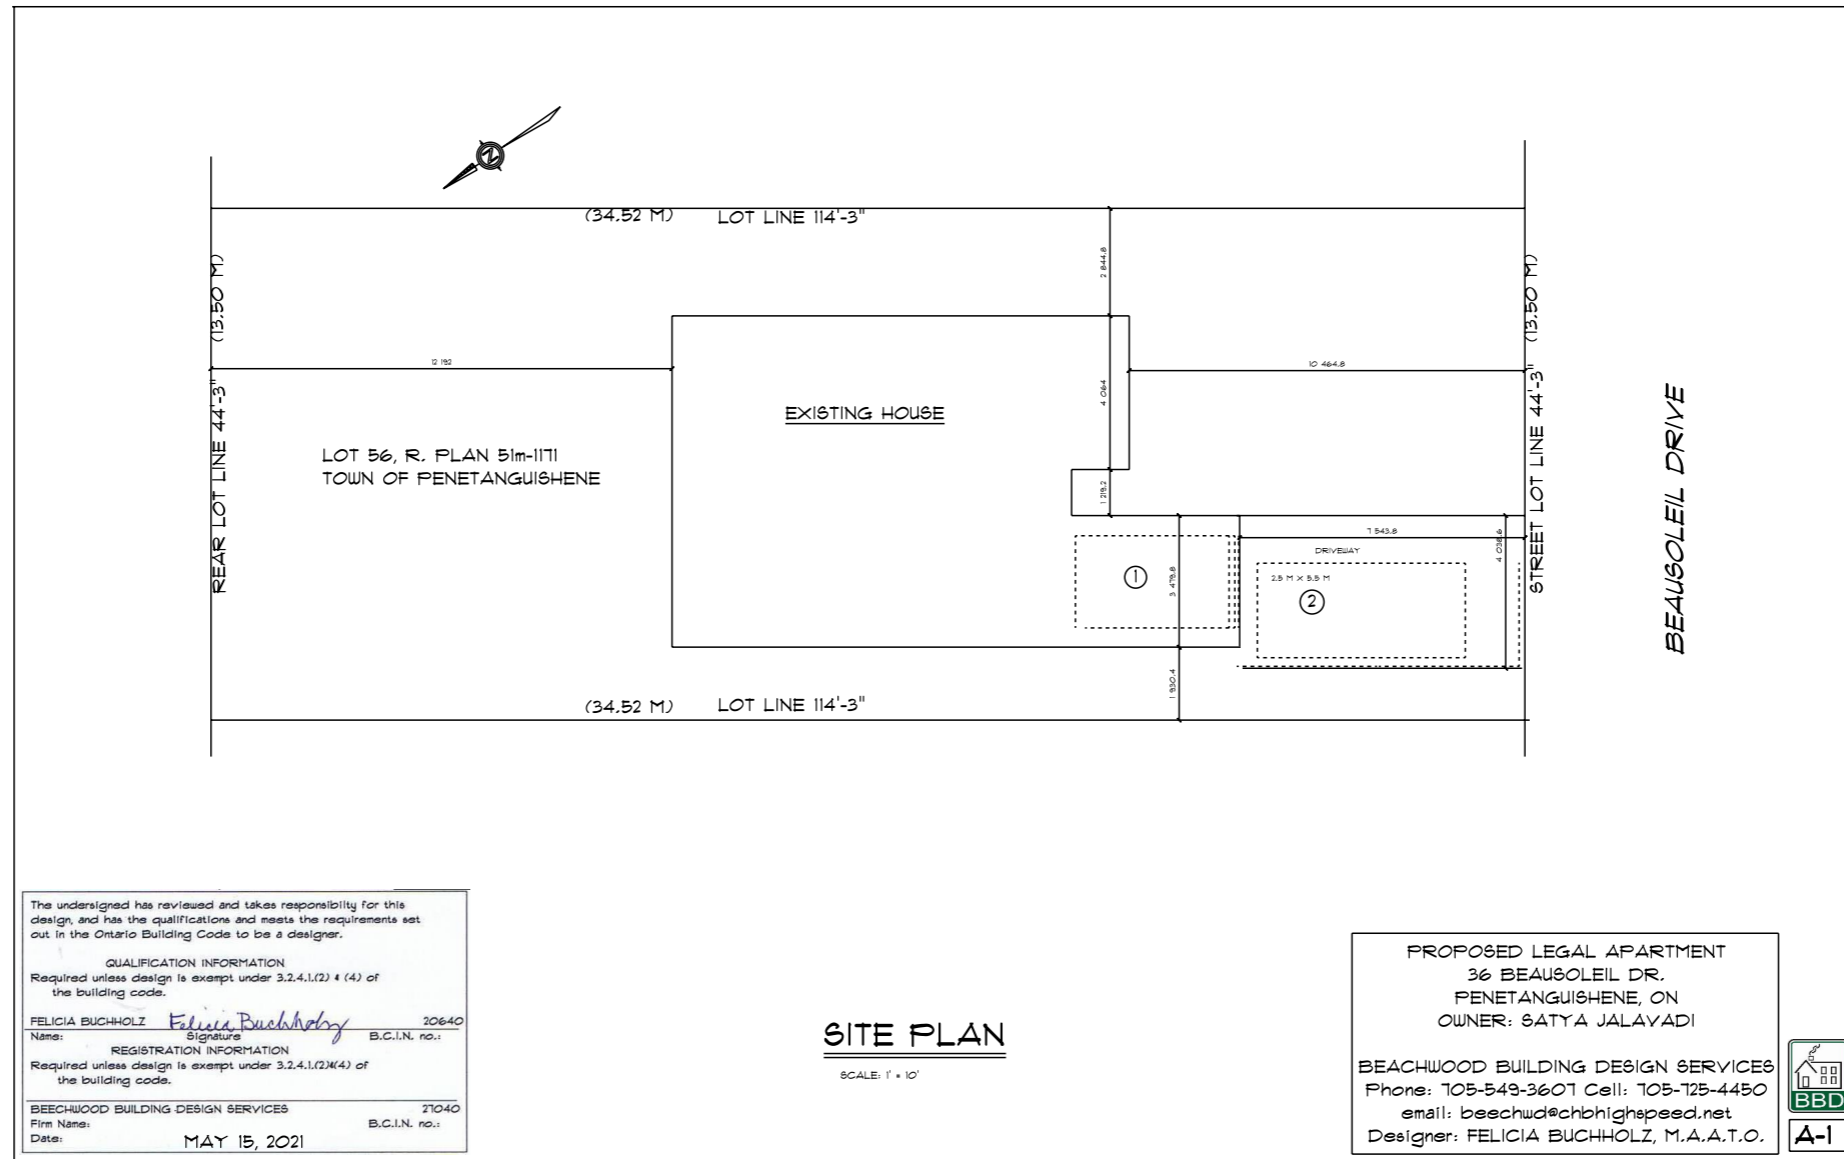 N
(34.52 M) LOT LINE 114'-3"
REAR LOT LINE 44'-3" (13.50 M)
12 192
2 844.8
4 064
1 219.2
10 464.8
EXISTING HOUSE
LOT 56, R. PLAN 51m-1171
TOWN OF PENETANGUISHENE
7 543.8
DRIVEWAY
4 038.6
2.5 M X 5.5 M
1
2
3 479.8
1 930.4
(34.52 M) LOT LINE 114'-3"
STREET LOT LINE 44'-3" (13.50 M)
BEAUSOLEIL DRIVE
The undersigned has reviewed and takes responsibility for this
design, and has the qualifications and meets the requirements set
out in the Ontario Building Code to be a designer.
QUALIFICATION INFORMATION
Required unless design is exempt under 3.2.4.1.(2) & (4) of
the building code.
FELICIA BUCHHOLZ Felicia Buchholz 20640
Name: Signature B.C.I.N. no.:
REGISTRATION INFORMATION
Required unless design is exempt under 3.2.4.1.(2)&(4) of
the building code.
BEECHWOOD BUILDING DESIGN SERVICES 27040
Firm Name: B.C.I.N. no.:
Date: MAY 15, 2021
SITE PLAN
SCALE: 1' = 10'
PROPOSED LEGAL APARTMENT
36 BEAUSOLEIL DR.
PENETANGUISHENE, ON
OWNER: SATYA JALAVADI
BEACHWOOD BUILDING DESIGN SERVICES
Phone: 705-549-3607 Cell: 705-725-4450
email: beechwd@chbhighspeed.net
Designer: FELICIA BUCHHOLZ, M.A.A.T.O.
BBD
A-1